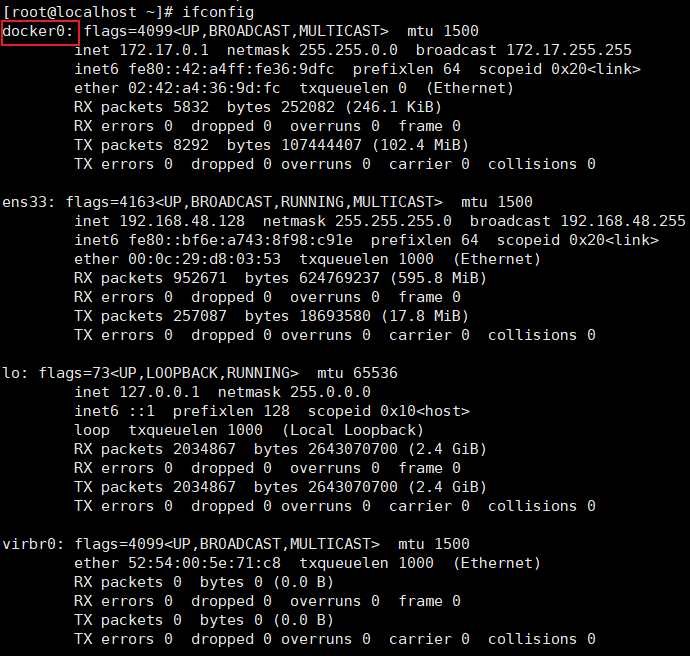 [root@localhost ~]# ifconfig
docker0: flags=4099<UP,BROADCAST,MULTICAST>  mtu 1500
        inet 172.17.0.1  netmask 255.255.0.0  broadcast 172.17.255.255
        inet6 fe80::42:a4ff:fe36:9dfc  prefixlen 64  scopeid 0x20<link>
        ether 02:42:a4:36:9d:fc  txqueuelen 0  (Ethernet)
        RX packets 5832  bytes 252082 (246.1 KiB)
        RX errors 0  dropped 0  overruns 0  frame 0
        TX packets 8292  bytes 107444407 (102.4 MiB)
        TX errors 0  dropped 0 overruns 0  carrier 0  collisions 0

ens33: flags=4163<UP,BROADCAST,RUNNING,MULTICAST>  mtu 1500
        inet 192.168.48.128  netmask 255.255.255.0  broadcast 192.168.48.255
        inet6 fe80::bf6e:a743:8f98:c91e  prefixlen 64  scopeid 0x20<link>
        ether 00:0c:29:d8:03:53  txqueuelen 1000  (Ethernet)
        RX packets 952671  bytes 624769237 (595.8 MiB)
        RX errors 0  dropped 0  overruns 0  frame 0
        TX packets 257087  bytes 18693580 (17.8 MiB)
        TX errors 0  dropped 0 overruns 0  carrier 0  collisions 0

lo: flags=73<UP,LOOPBACK,RUNNING>  mtu 65536
        inet 127.0.0.1  netmask 255.0.0.0
        inet6 ::1  prefixlen 128  scopeid 0x10<host>
        loop  txqueuelen 1000  (Local Loopback)
        RX packets 2034867  bytes 2643070700 (2.4 GiB)
        RX errors 0  dropped 0  overruns 0  frame 0
        TX packets 2034867  bytes 2643070700 (2.4 GiB)
        TX errors 0  dropped 0 overruns 0  carrier 0  collisions 0

virbr0: flags=4099<UP,BROADCAST,MULTICAST>  mtu 1500
        ether 52:54:00:5e:71:c8  txqueuelen 1000  (Ethernet)
        RX packets 0  bytes 0 (0.0 B)
        RX errors 0  dropped 0  overruns 0  frame 0
        TX packets 0  bytes 0 (0.0 B)
        TX errors 0  dropped 0 overruns 0  carrier 0  collisions 0